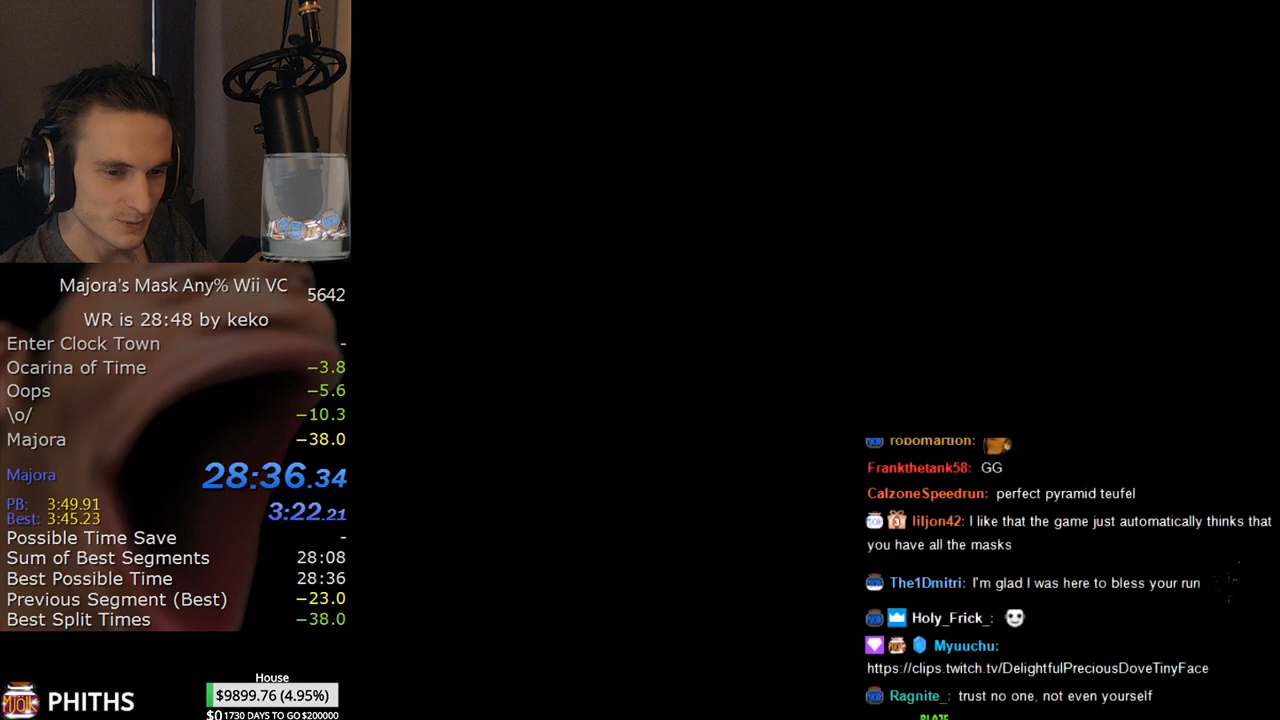 Majora's Mask Any% Wii VC
5642
WR is 28:48 by keko
Enter Clock Town -
Ocarina of Time −3.8
Oops −5.6
\o/ −10.3
Majora −38.0
Majora 28:36.34
PB: 3:49.91
Best: 3:45.23
3:22.21
Possible Time Save -
Sum of Best Segments 28:08
Best Possible Time 28:36
Previous Segment (Best) −23.0
Best Split Times −38.0
House
PHITHS
$9899.76 (4.95%)
$0 1730 DAYS TO GO $200000
robomartion:
Frankthetank58: GG
CalzoneSpeedrun: perfect pyramid teufel
liljon42: I like that the game just automatically thinks that
you have all the masks
The1Dmitri: I'm glad I was here to bless your run
Holy_Frick_:
Myuuchu:
https://clips.twitch.tv/DelightfulPreciousDoveTinyFace
Ragnite_: trust no one, not even yourself